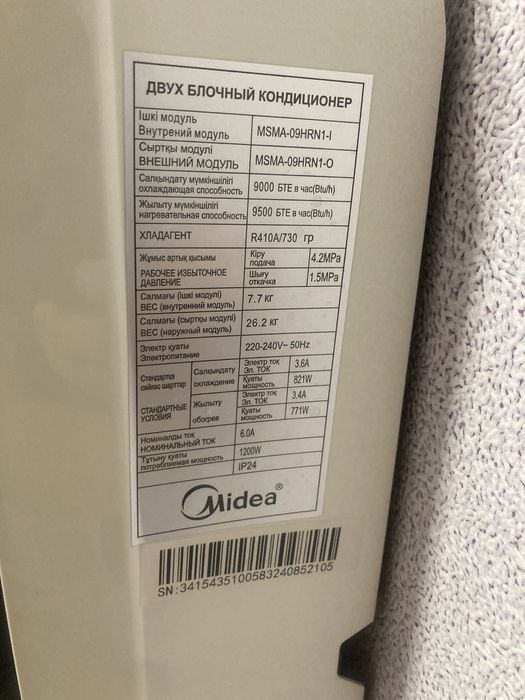 ДВУХ БЛОЧНЫЙ КОНДИЦИОНЕР
Ішкі модуль
Внутрений модуль
MSMA-09HRN1-I
Сыртқы модулі
ВНЕШНИЙ МОДУЛЬ
MSMA-09HRN1-O
Салқындату мүмкіншілігі
охлаждающая способность
9000 БТЕ в час(Btu/h)
Жылыту мүмкіншілігі
нагревательная способность
9500 БТЕ в час(Btu/h)
ХЛАДАГЕНТ
R410A/730 гр
Жұмыс артық қысымы
РАБОЧЕЕ ИЗБЫТОЧНОЕ
ДАВЛЕНИЕ
Кіру
подача
4.2MPa
Шығу
откачка
1.5MPa
Салмағы (ішкі модулі)
ВЕС (внутренний модуль)
7.7 кг
Салмағы (сыртқы модулі)
ВЕС (наружный модуль)
26.2 кг
Электр қуаты
Электропитание
220-240V~ 50Hz
Стандартқа
сәйкес шарттар
СТАНДАРТНЫЕ
УСЛОВИЯ
Салқындату
охлаждение
Электр ток
Эл. ТОК
3.6A
Қуаты
мощность
821W
Жылыту
обогрев
Электр ток
Эл. ТОК
3.4A
Қуаты
мощность
771W
Номиналды ток
НОМИНАЛЬНЫЙ ТОК
6.0A
Тұтыну қуаты
потребляемая мощность
1200W
IP24
Midea®
SN:3415435100583240852105